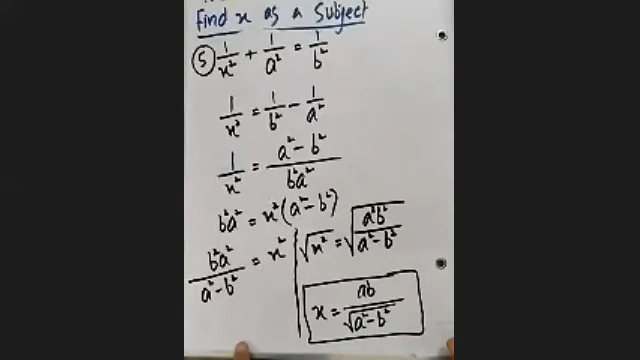 Find x as a Subject
⑤ 1/x² + 1/a² = 1/b²
1/x² = 1/b² - 1/a²
1/x² = (a² - b²)/(b²a²)
b²a² = x²(a² - b²)
b²a²/(a² - b²) = x²
√x² = √(a²b²/(a² - b²))
x = ab/√(a² - b²)